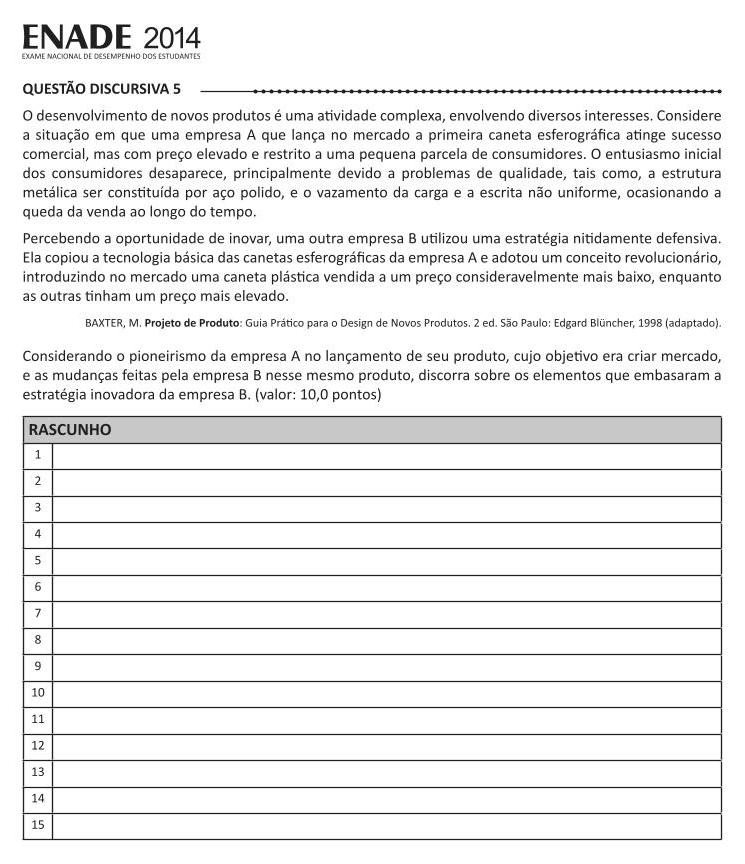 ENADE 2014
EXAME NACIONAL DE DESEMPENHO DOS ESTUDANTES
QUESTÃO DISCURSIVA 5
O desenvolvimento de novos produtos é uma atividade complexa, envolvendo diversos interesses. Considere
a situação em que uma empresa A que lança no mercado a primeira caneta esferográfica atinge sucesso
comercial, mas com preço elevado e restrito a uma pequena parcela de consumidores. O entusiasmo inicial
dos consumidores desaparece, principalmente devido a problemas de qualidade, tais como, a estrutura
metálica ser constituída por aço polido, e o vazamento da carga e a escrita não uniforme, ocasionando a
queda da venda ao longo do tempo.
Percebendo a oportunidade de inovar, uma outra empresa B utilizou uma estratégia nitidamente defensiva.
Ela copiou a tecnologia básica das canetas esferográficas da empresa A e adotou um conceito revolucionário,
introduzindo no mercado uma caneta plástica vendida a um preço consideravelmente mais baixo, enquanto
as outras tinham um preço mais elevado.
BAXTER, M. Projeto de Produto: Guia Prático para o Design de Novos Produtos. 2 ed. São Paulo: Edgard Blüncher, 1998 (adaptado).
Considerando o pioneirismo da empresa A no lançamento de seu produto, cujo objetivo era criar mercado,
e as mudanças feitas pela empresa B nesse mesmo produto, discorra sobre os elementos que embasaram a
estratégia inovadora da empresa B. (valor: 10,0 pontos)
RASCUNHO
1
2
3
4
5
6
7
8
9
10
11
12
13
14
15